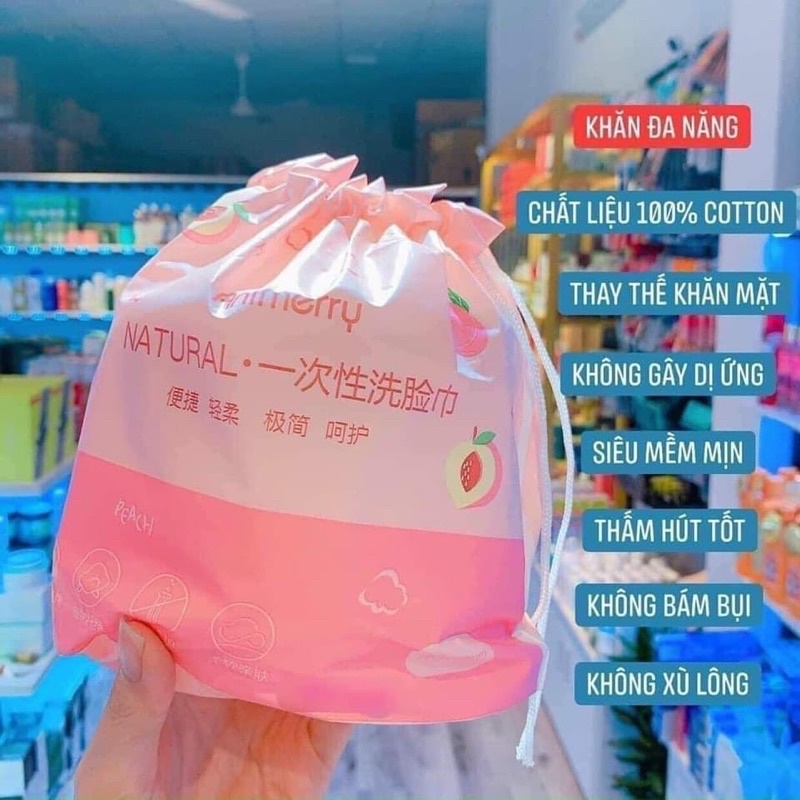 KHĂN ĐA NĂNG
CHẤT LIỆU 100% COTTON
THAY THẾ KHĂN MẶT
KHÔNG GÂY DỊ ỨNG
SIÊU MỀM MỊN
THẤM HÚT TỐT
KHÔNG BÁM BỤI
KHÔNG XÙ LÔNG
NATURAL·一次性洗脸巾
便捷 轻柔 极简 呵护
PEACH